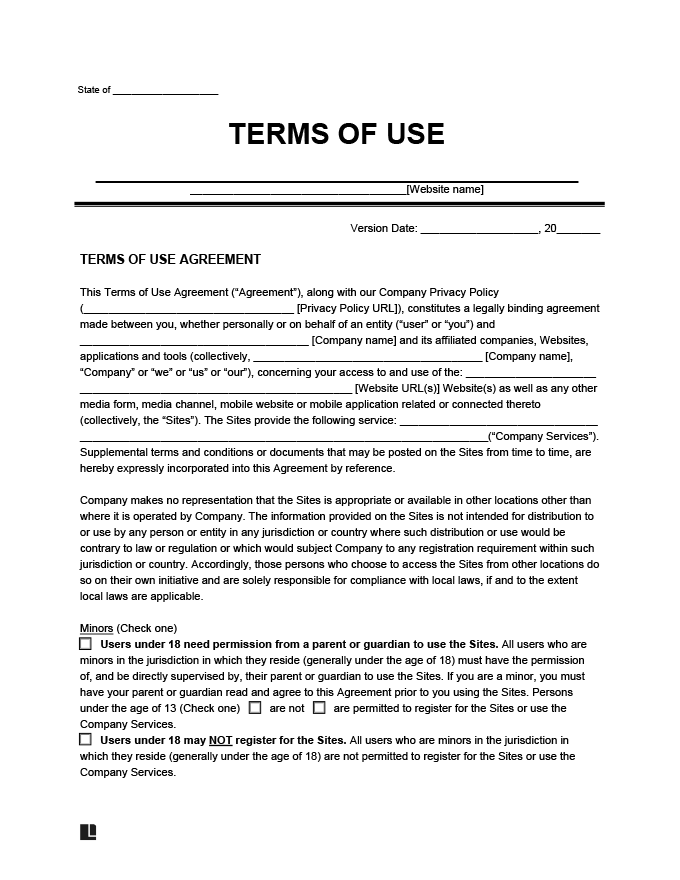 State of ___________________
TERMS OF USE
___________________________________[Website name]
Version Date: ___________________, 20_______
TERMS OF USE AGREEMENT
This Terms of Use Agreement (“Agreement”), along with our Company Privacy Policy
(__________________________________ [Privacy Policy URL]), constitutes a legally binding agreement
made between you, whether personally or on behalf of an entity (“user” or “you”) and
_____________________________________ [Company name] and its affiliated companies, Websites,
applications and tools (collectively, _____________________________________ [Company name],
“Company” or “we” or “us” or “our”), concerning your access to and use of the: _____________________
____________________________________________ [Website URL(s)] Website(s) as well as any other
media form, media channel, mobile website or mobile application related or connected thereto
(collectively, the “Sites”). The Sites provide the following service: ________________________________
__________________________________________________________________(“Company Services”).
Supplemental terms and conditions or documents that may be posted on the Sites from time to time, are
hereby expressly incorporated into this Agreement by reference.
Company makes no representation that the Sites is appropriate or available in other locations other than
where it is operated by Company. The information provided on the Sites is not intended for distribution to
or use by any person or entity in any jurisdiction or country where such distribution or use would be
contrary to law or regulation or which would subject Company to any registration requirement within such
jurisdiction or country. Accordingly, those persons who choose to access the Sites from other locations do
so on their own initiative and are solely responsible for compliance with local laws, if and to the extent
local laws are applicable.
Minors (Check one)
☐ Users under 18 need permission from a parent or guardian to use the Sites. All users who are
minors in the jurisdiction in which they reside (generally under the age of 18) must have the permission
of, and be directly supervised by, their parent or guardian to use the Sites. If you are a minor, you must
have your parent or guardian read and agree to this Agreement prior to you using the Sites. Persons
under the age of 13 (Check one) ☐ are not ☐ are permitted to register for the Sites or use the
Company Services.
☐ Users under 18 may NOT register for the Sites. All users who are minors in the jurisdiction in
which they reside (generally under the age of 18) are not permitted to register for the Sites or use the
Company Services.